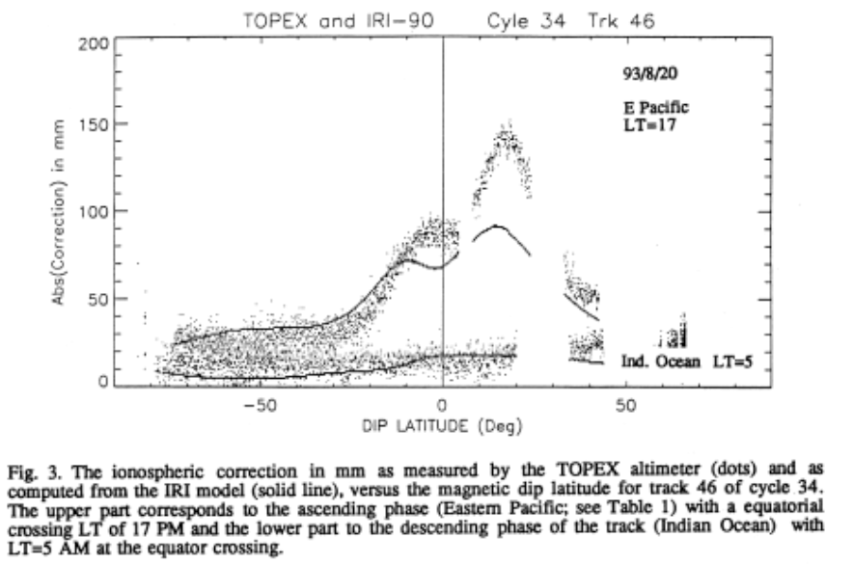 TOPEX and IRI-90 Cyle 34 Trk 46
200
93/8/20
E Pacific
LT=17
150
100
50
0
Abs(Correction) in mm
Ind. Ocean LT=5
-50 0 50
DIP LATITUDE (Deg)
Fig. 3. The ionospheric correction in mm as measured by the TOPEX altimeter (dots) and as
computed from the IRI model (solid line), versus the magnetic dip latitude for track 46 of cycle 34.
The upper part corresponds to the ascending phase (Eastern Pacific; see Table 1) with a equatorial
crossing LT of 17 PM and the lower part to the descending phase of the track (Indian Ocean) with
LT=5 AM at the equator crossing.